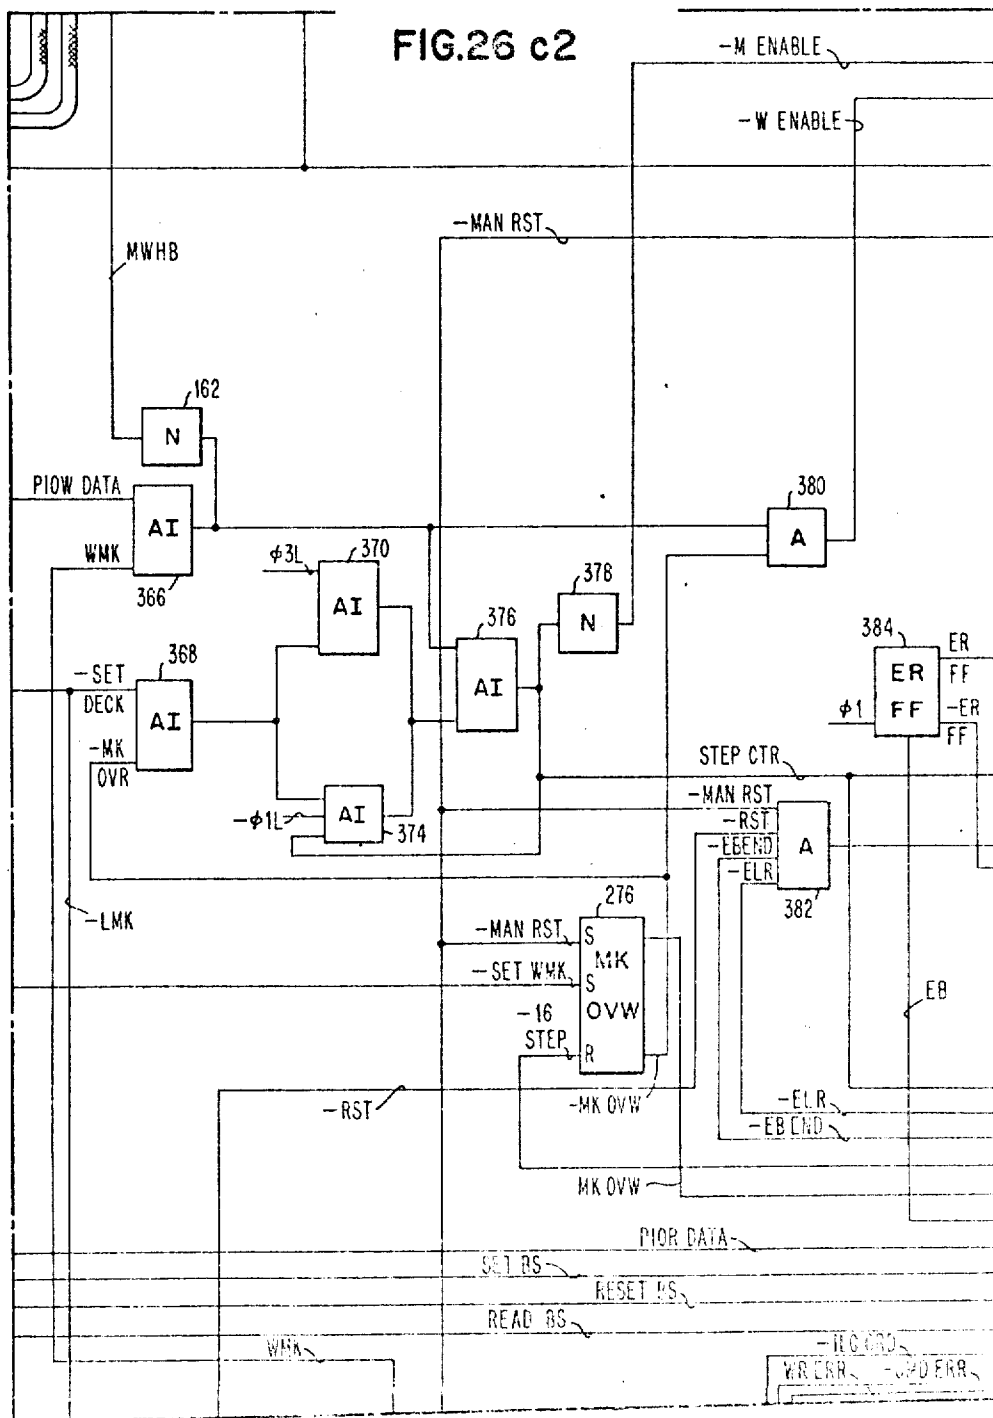 FIG.26 c2
-M ENABLE
-W ENABLE
-MAN RST
MWHB
162
N
PIOW DATA
AI
WMK
366
380
A
φ3L
370
AI
378
N
376
AI
384
ER
FF
ER
FF
-ER
FF
φ1
368
-SET
DECK
AI
-MK
OVR
STEP CTR
-φ1L
AI
374
-MAN RST
-RST
-EBEND
-ELR
A
382
-LMK
276
-MAN RST
S
MK
-SET WMK
S
OVW
-16
STEP
R
EB
-RST
-MK OVW
-ELR
-EB END
MK OVW
PIOR DATA
SET BS
RESET BS
READ BS
WMK
WR ERR